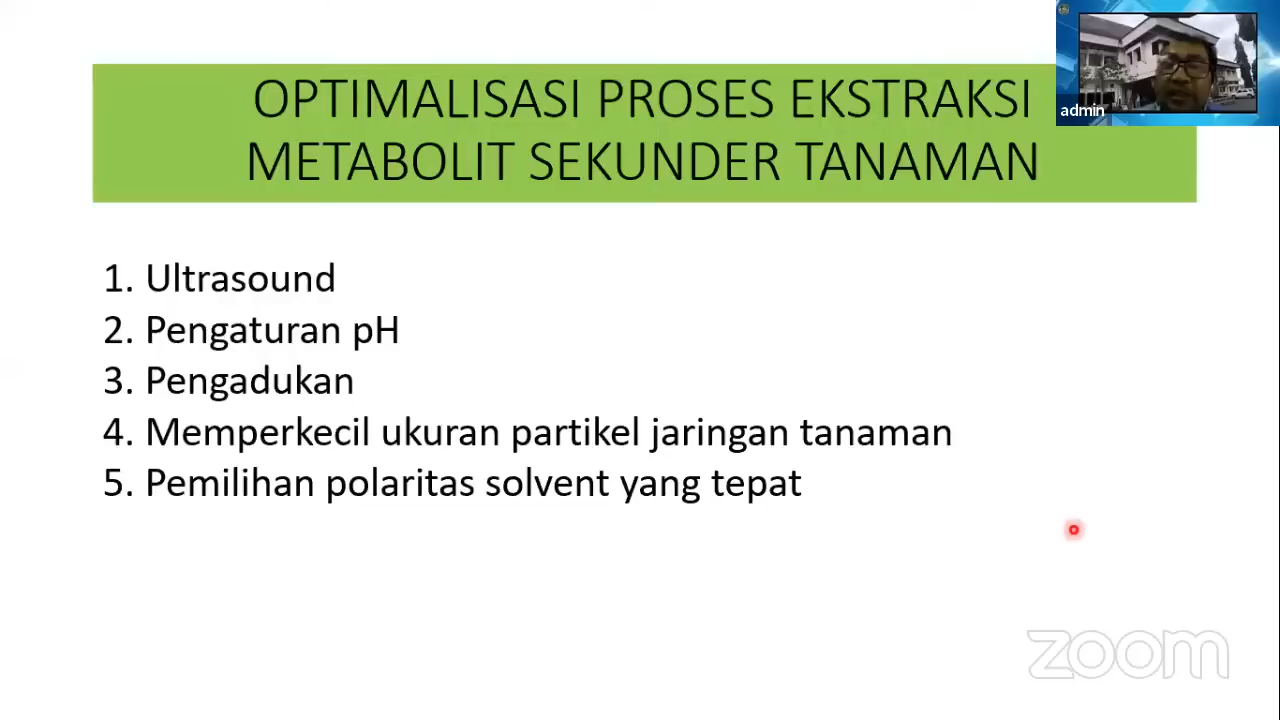 OPTIMALISASI PROSES EKSTRAKSI
METABOLIT SEKUNDER TANAMAN
admin
1. Ultrasound
2. Pengaturan pH
3. Pengadukan
4. Memperkecil ukuran partikel jaringan tanaman
5. Pemilihan polaritas solvent yang tepat
zoom